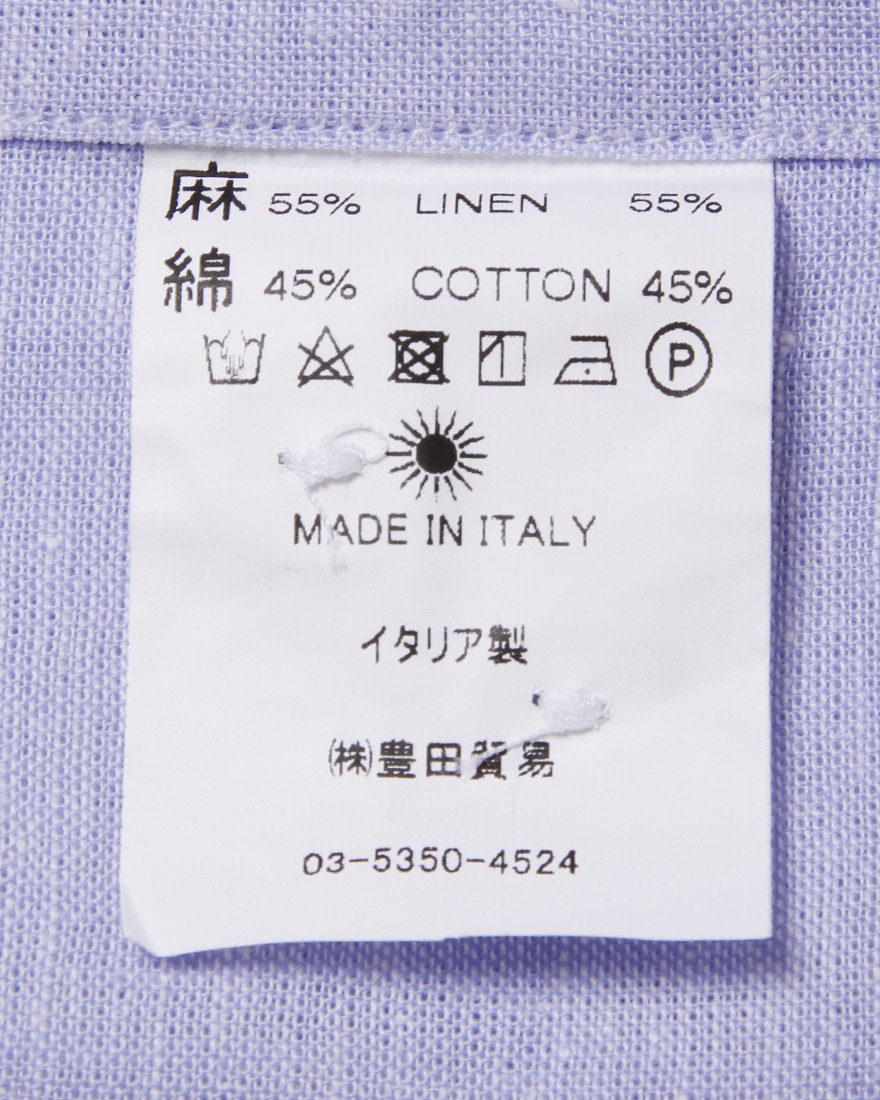 麻 55% LINEN 55%
綿 45% COTTON 45%
P
MADE IN ITALY
イタリア製
㈱豊田貿易
03-5350-4524